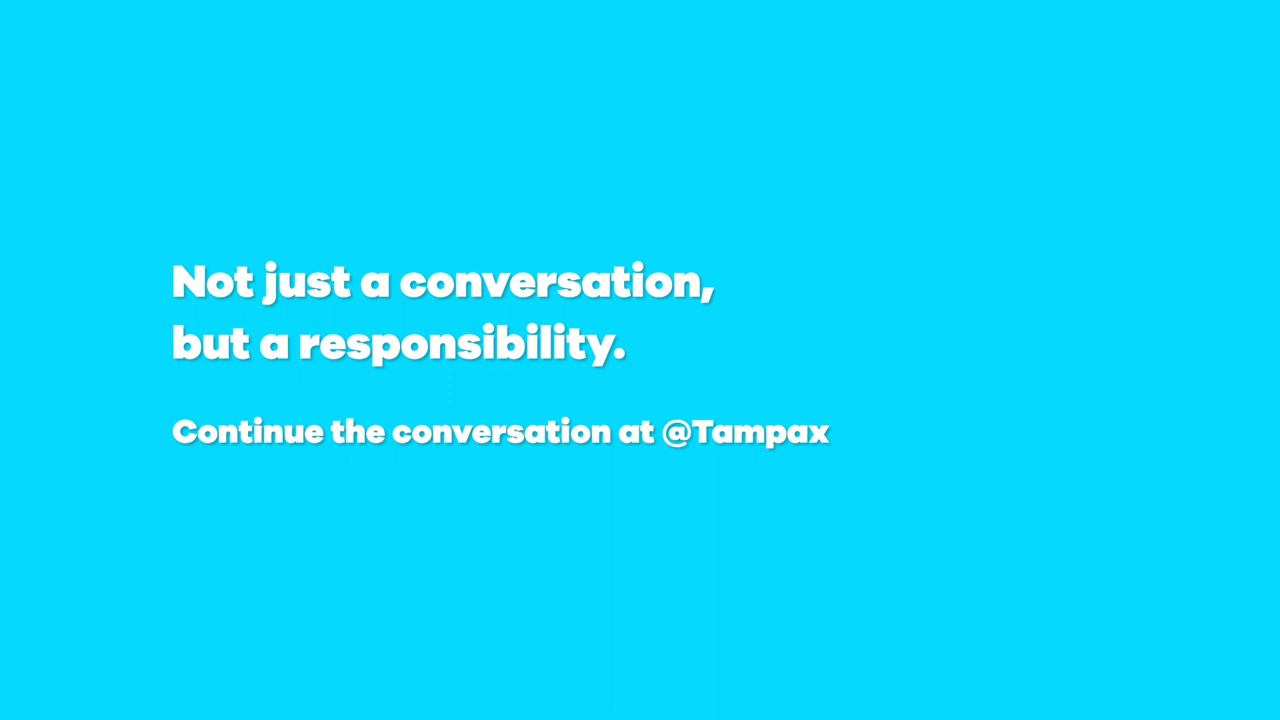 Not just a conversation,
but a responsibility.
Continue the conversation at @Tampax